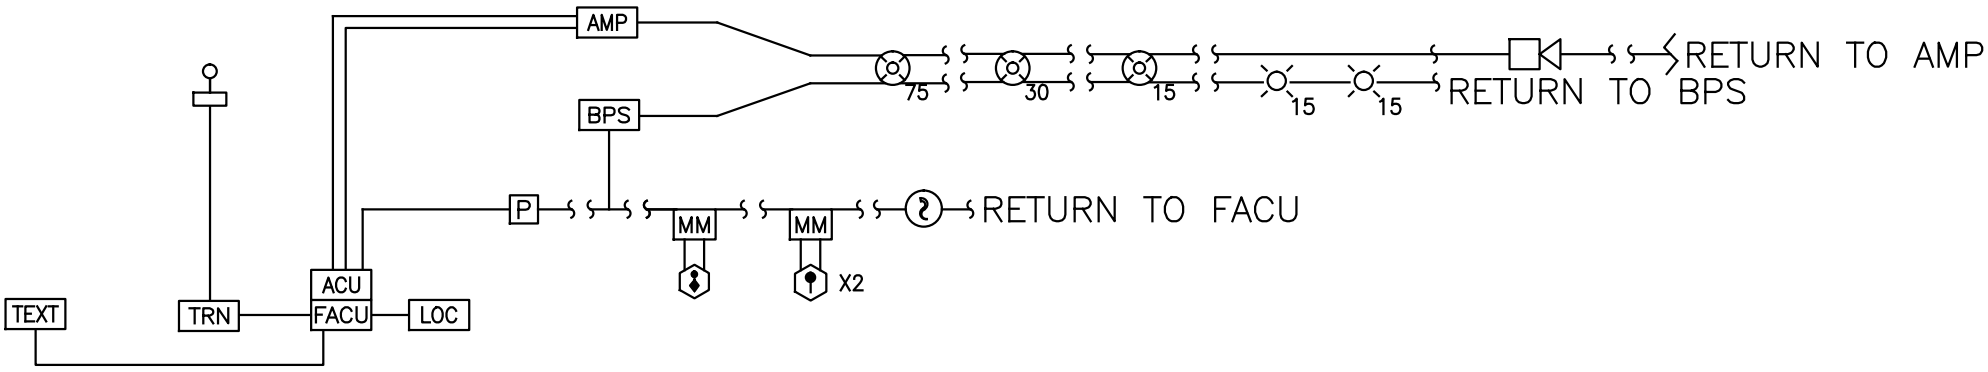 AMP
RETURN TO AMP
75
30
15
15
15
RETURN TO BPS
BPS
P
RETURN TO FACU
MM
MM
X2
ACU
TEXT
TRN
FACU
LOC